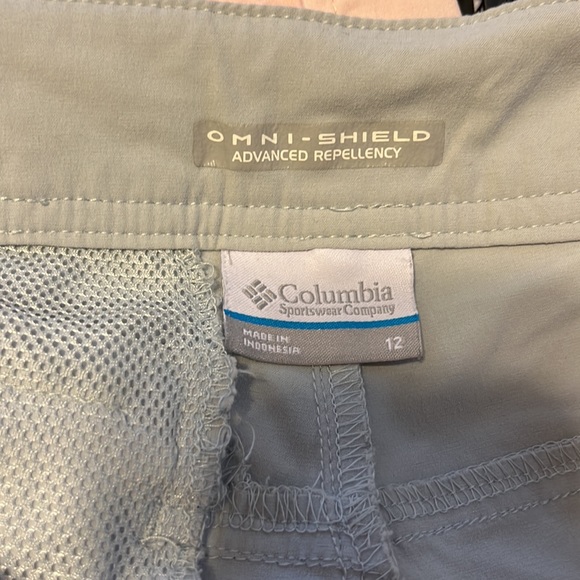 OMNI-SHIELD
ADVANCED REPELLENCY
Columbia
Sportswear Company
MADE IN
INDONESIA
12